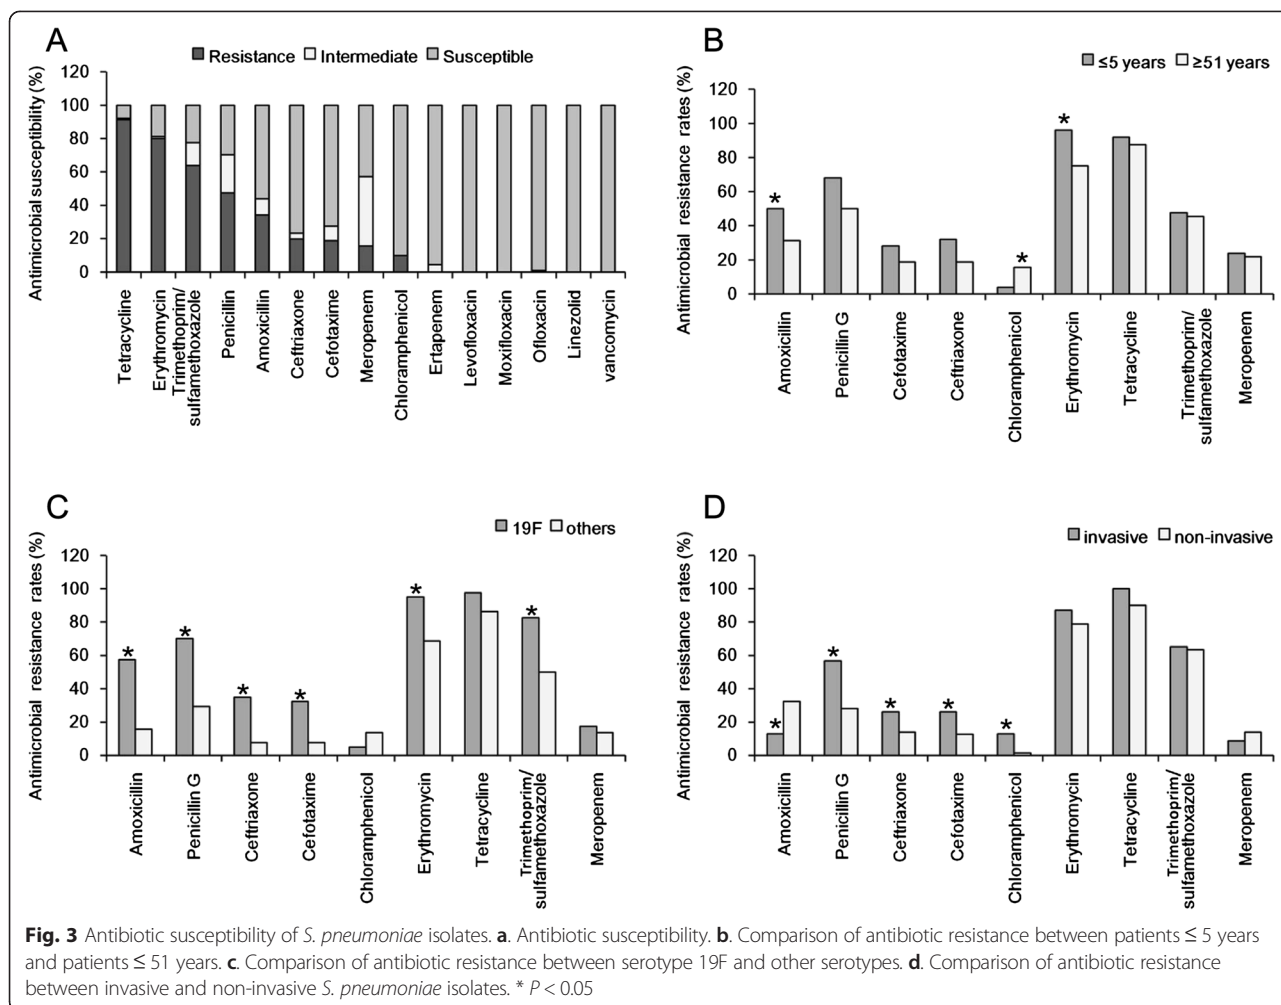 A
Resistance Intermediate Susceptible
Antimicrobial susceptibility (%)
120
100
80
60
40
20
0
Tetracycline
Erythromycin
Trimethoprim/
sulfamethoxazole
Penicillin
Amoxicillin
Ceftriaxone
Cefotaxime
Meropenem
Chloramphenicol
Ertapenem
Levofloxacin
Moxifloxacin
Ofloxacin
Linezolid
vancomycin
B
≤5 years ≥51 years
Antimicrobial resistance rates (%)
120
100
80
60
40
20
0
*
*
*
Amoxicillin
Penicillin G
Cefotaxime
Ceftriaxone
Chloramphenicol
Erythromycin
Tetracycline
Trimethoprim/
sulfamethoxazole
Meropenem
C
19F others
Antimicrobial resistance rates (%)
120
100
80
60
40
20
0
*
*
*
*
*
*
Amoxicillin
Penicillin G
Ceftriaxone
Cefotaxime
Chloramphenicol
Erythromycin
Tetracycline
Trimethoprim/
sulfamethoxazole
Meropenem
D
invasive non-invasive
Antimicrobial resistance rates (%)
120
100
80
60
40
20
0
*
*
*
*
*
Amoxicillin
Penicillin G
Ceftriaxone
Cefotaxime
Chloramphenicol
Erythromycin
Tetracycline
Trimethoprim/
sulfamethoxazole
Meropenem
Fig. 3 Antibiotic susceptibility of S. pneumoniae isolates. a. Antibiotic susceptibility. b. Comparison of antibiotic resistance between patients ≤ 5 years
and patients ≤ 51 years. c. Comparison of antibiotic resistance between serotype 19F and other serotypes. d. Comparison of antibiotic resistance
between invasive and non-invasive S. pneumoniae isolates. * P < 0.05